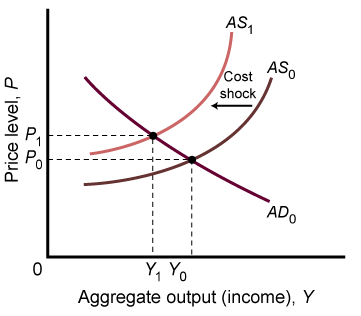 AS1
AS0
Cost
shock
Price level, P
P1
P0
AD0
0
Y1 Y0
Aggregate output (income), Y